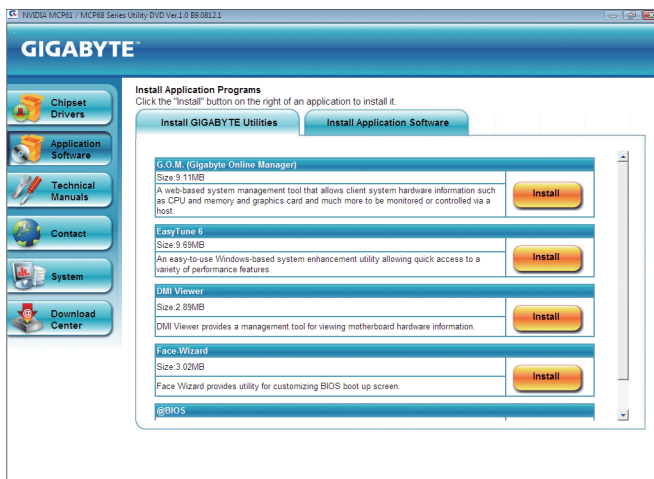 NVIDIA MCP61 / MCP68 Series Utility DVD Ver.1.0 B9.0812.1
GIGABYTE™
Chipset
Drivers
Application
Software
Technical
Manuals
Contact
System
Download
Center
Install Application Programs
Click the "Install" button on the right of an application to install it.
Install GIGABYTE Utilities
Install Application Software
G.O.M. (Gigabyte Online Manager)
Size:9.11MB
A web-based system management tool that allows client system hardware information such
as CPU and memory and graphics card and much more to be monitored or controlled via a
host.
Install
EasyTune 6
Size:9.69MB
An easy-to-use Windows-based system enhancement utility allowing quick access to a
variety of performance features.
Install
DMI Viewer
Size:2.89MB
DMI Viewer provides a management tool for viewing motherboard hardware information.
Install
Face-Wizard
Size:3.02MB
Face Wizard provides utility for customizing BIOS boot up screen.
Install
@BIOS